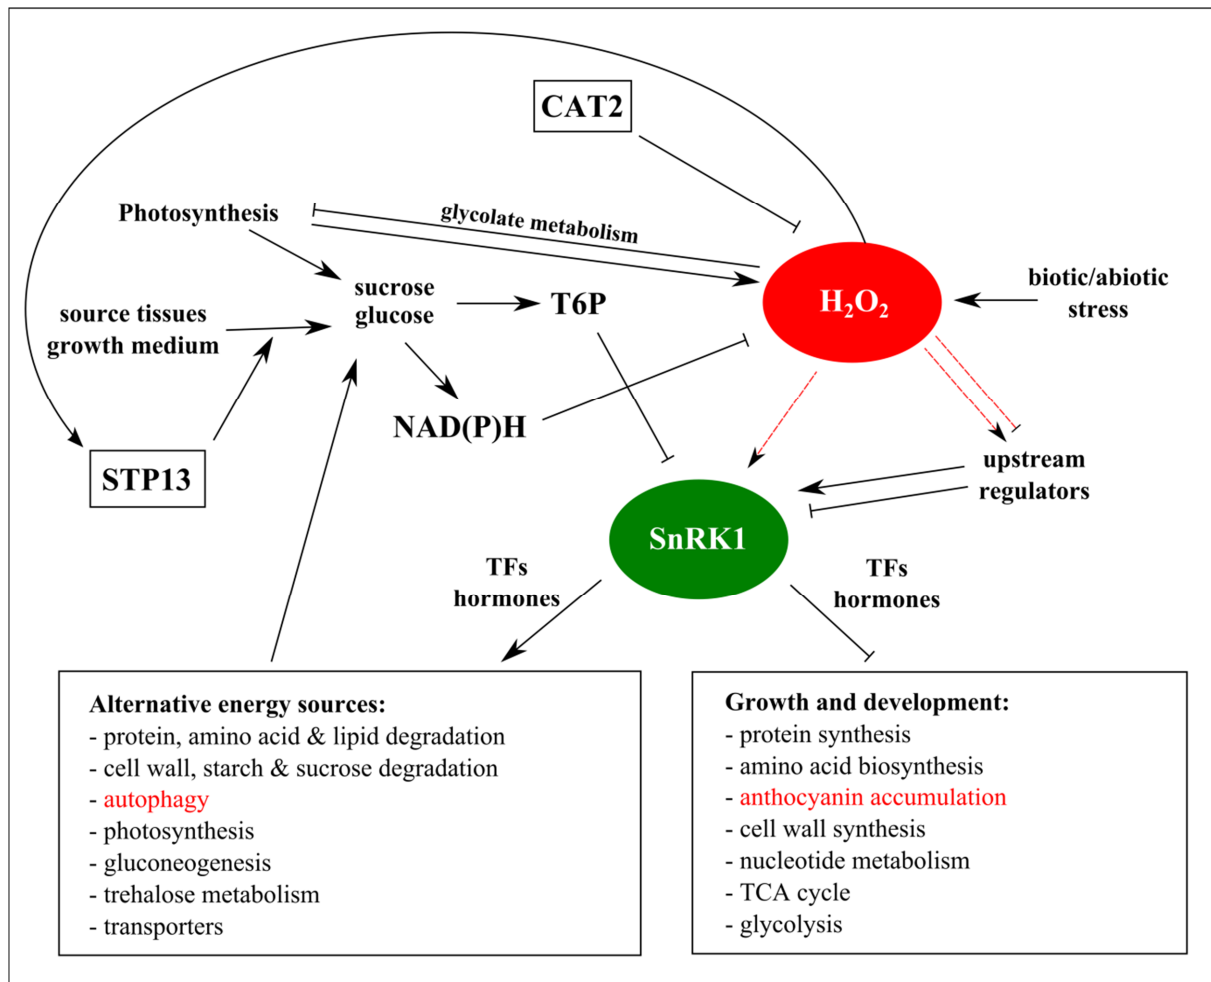 CAT2
Photosynthesis
glycolate metabolism
sucrose
glucose
T6P
H₂O₂
biotic/abiotic
stress
source tissues
growth medium
NAD(P)H
STP13
upstream
regulators
SnRK1
TFs
hormones
TFs
hormones
Alternative energy sources:
- protein, amino acid & lipid degradation
- cell wall, starch & sucrose degradation
- autophagy
- photosynthesis
- gluconeogenesis
- trehalose metabolism
- transporters
Growth and development:
- protein synthesis
- amino acid biosynthesis
- anthocyanin accumulation
- cell wall synthesis
- nucleotide metabolism
- TCA cycle
- glycolysis